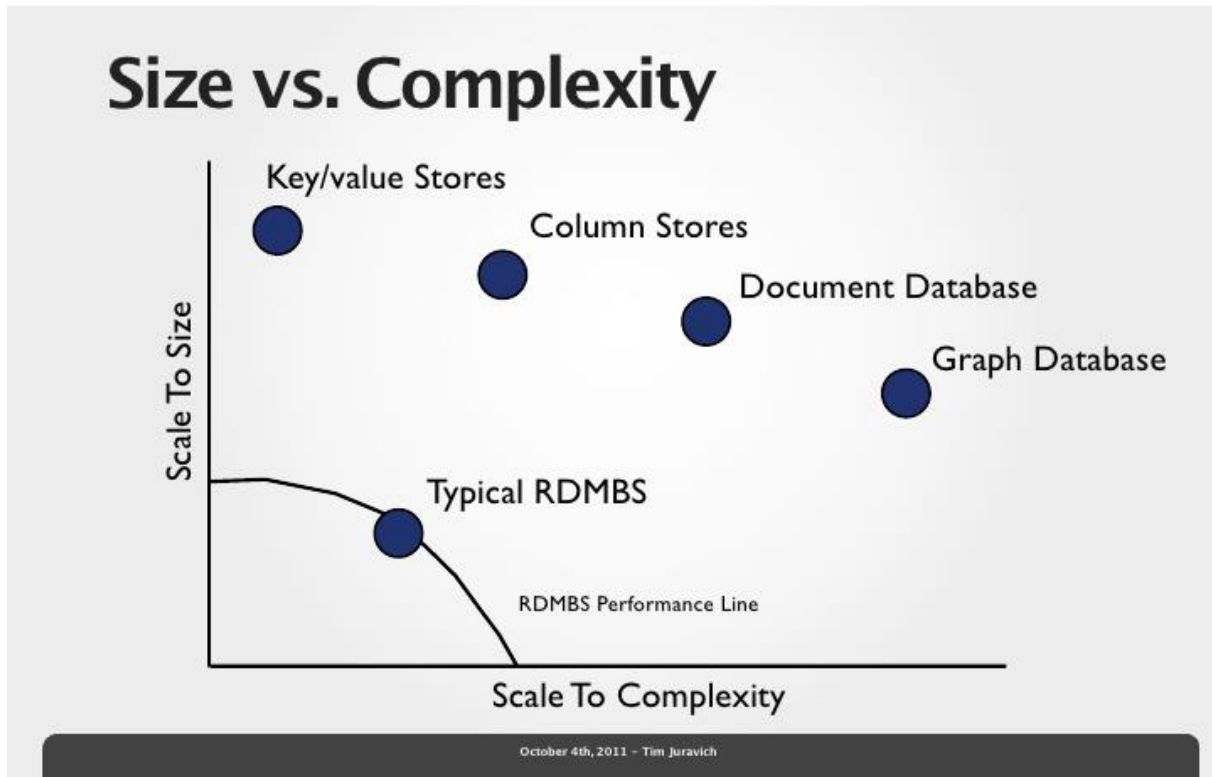 Size vs. Complexity
Key/value Stores
Column Stores
Document Database
Graph Database
Scale To Size
Typical RDMBS
RDMBS Performance Line
Scale To Complexity
October 4th, 2011 – Tim Juravich